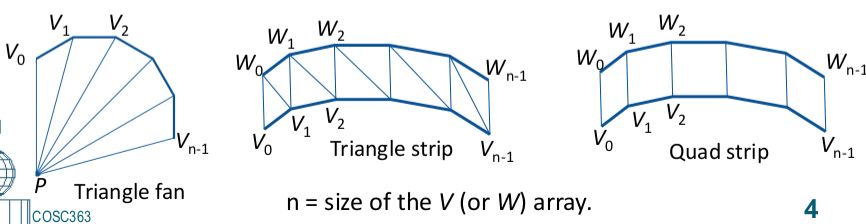 V0
V1
V2
Vn-1
P
Triangle fan
W0
W1
W2
Wn-1
V0
V1
V2
Vn-1
Triangle strip
W0
W1
W2
Wn-1
V0
V1
V2
Vn-1
Quad strip
n = size of the V (or W) array.
COSC363
4